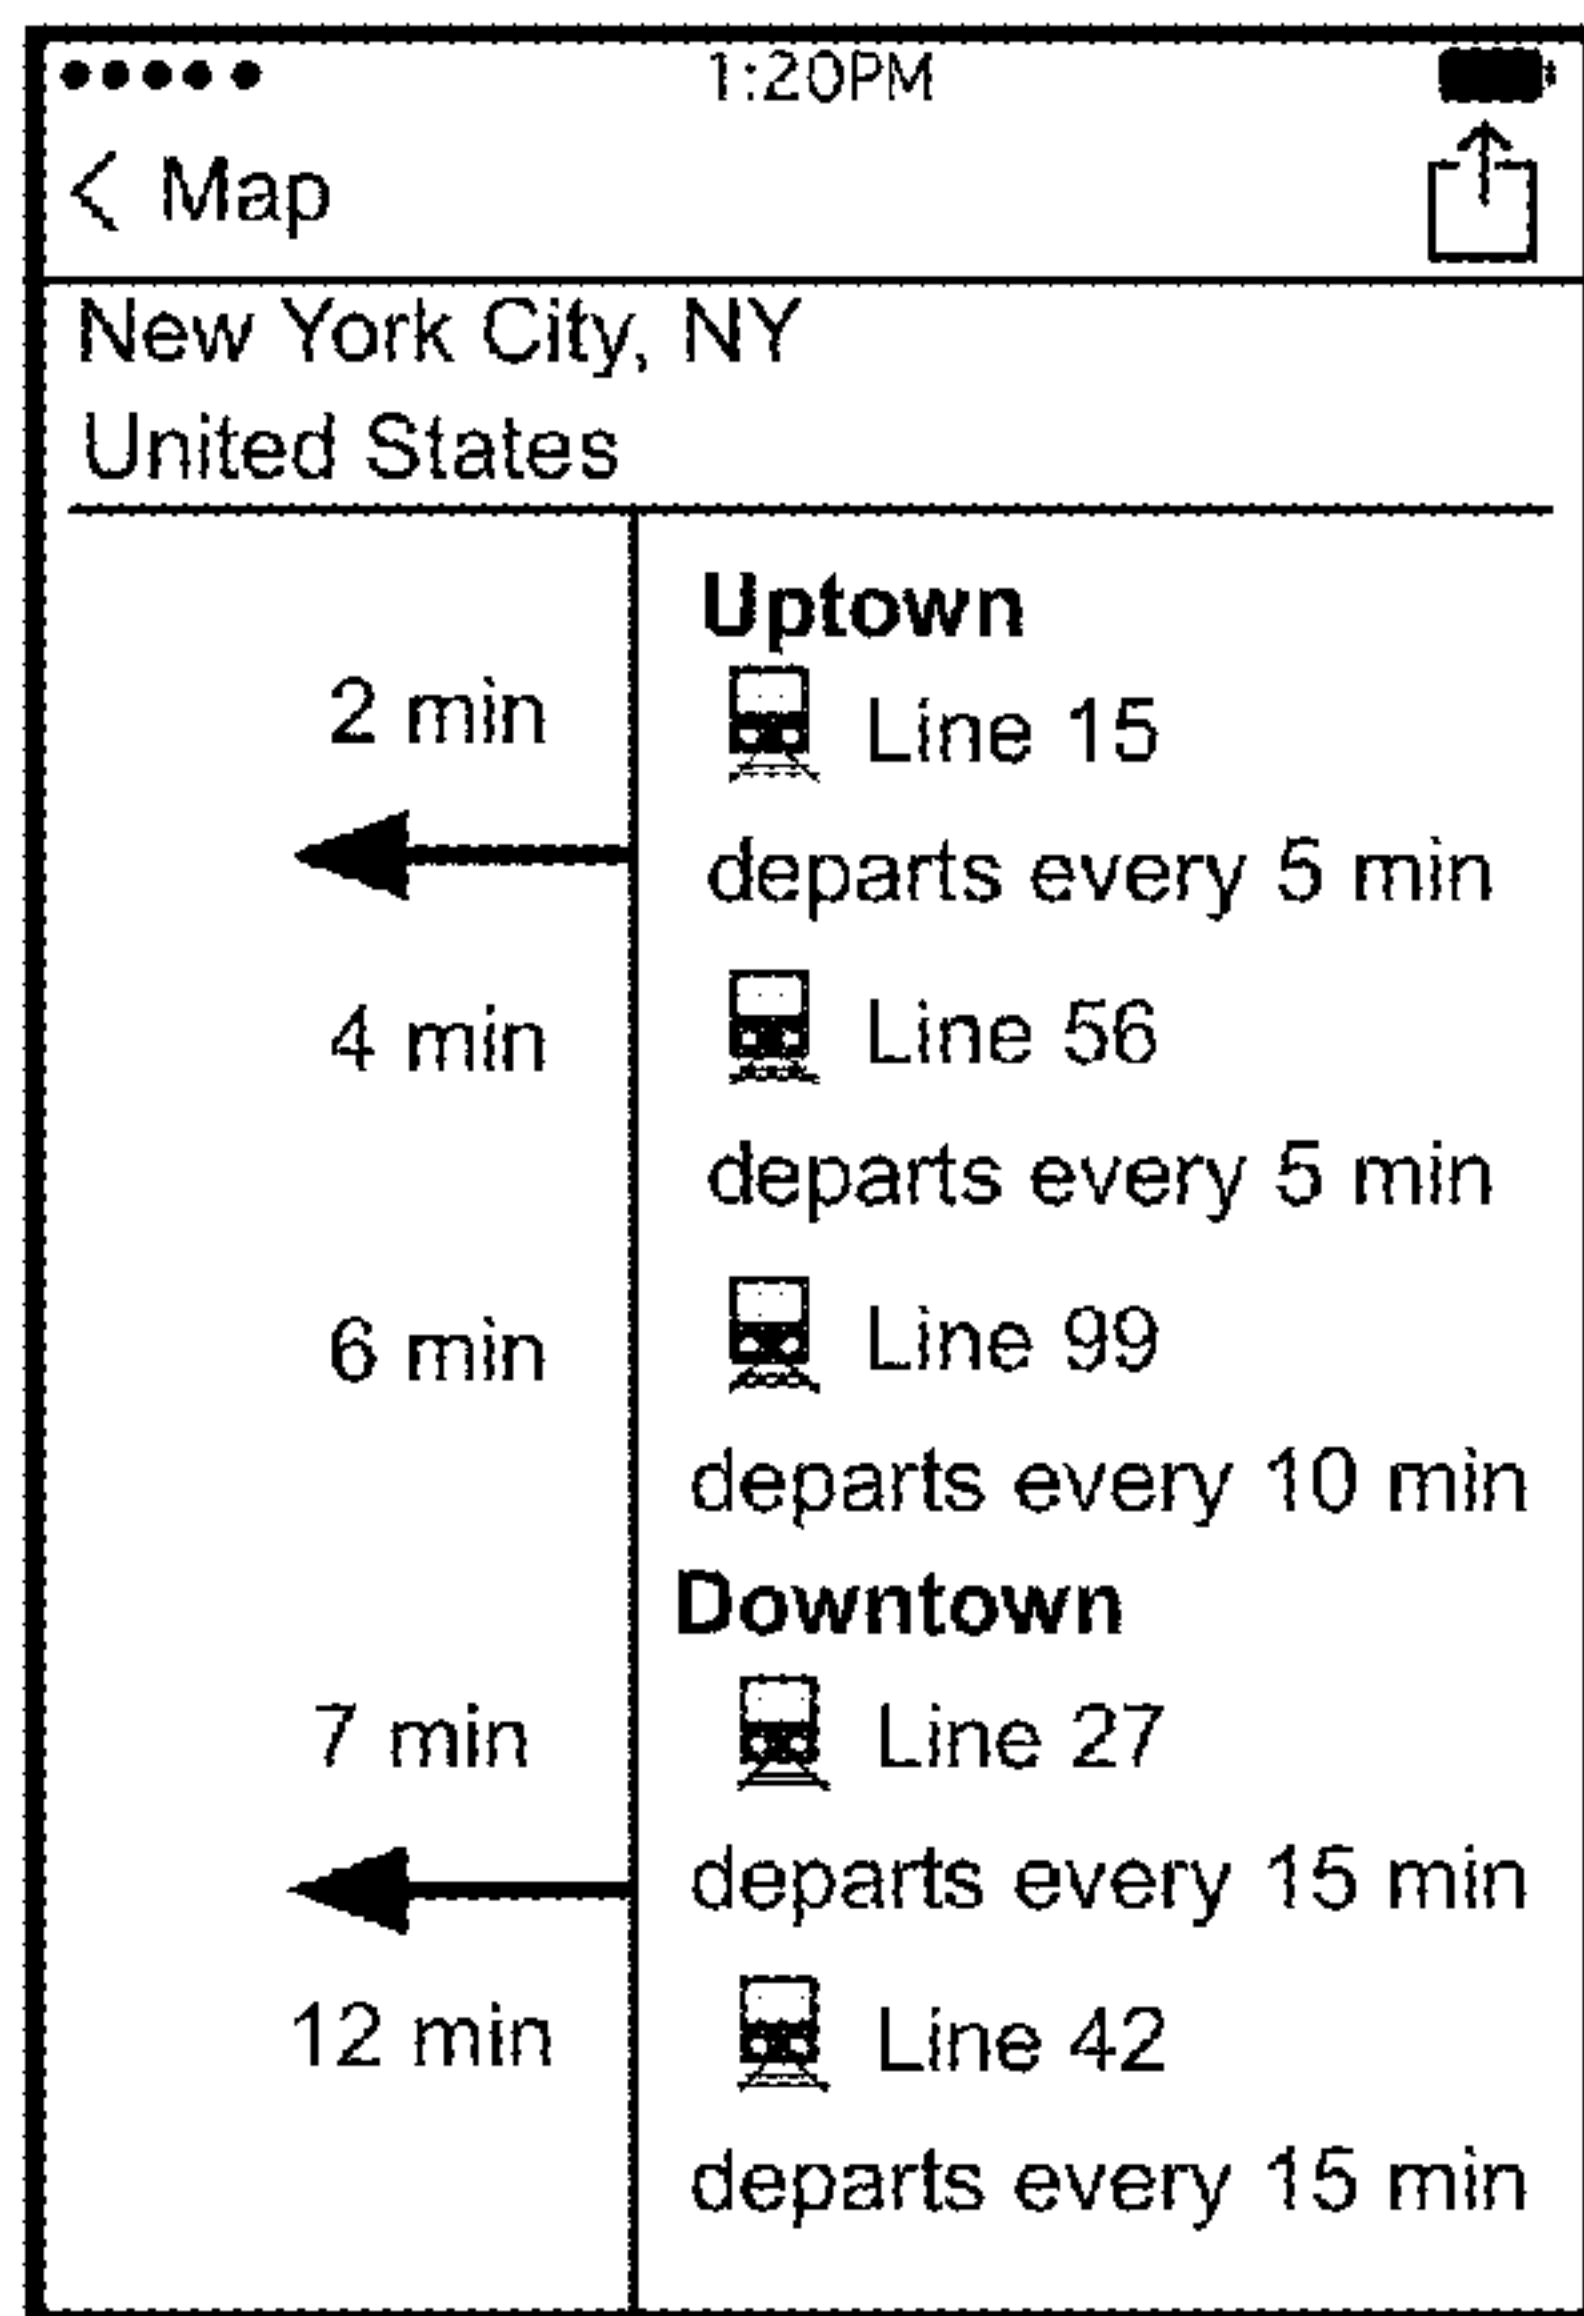 1:20PM
Map
New York City, NY
United States
Uptown
2 min Line 15
departs every 5 min
4 min Line 56
departs every 5 min
6 min Line 99
departs every 10 min
Downtown
7 min Line 27
departs every 15 min
12 min Line 42
departs every 15 min